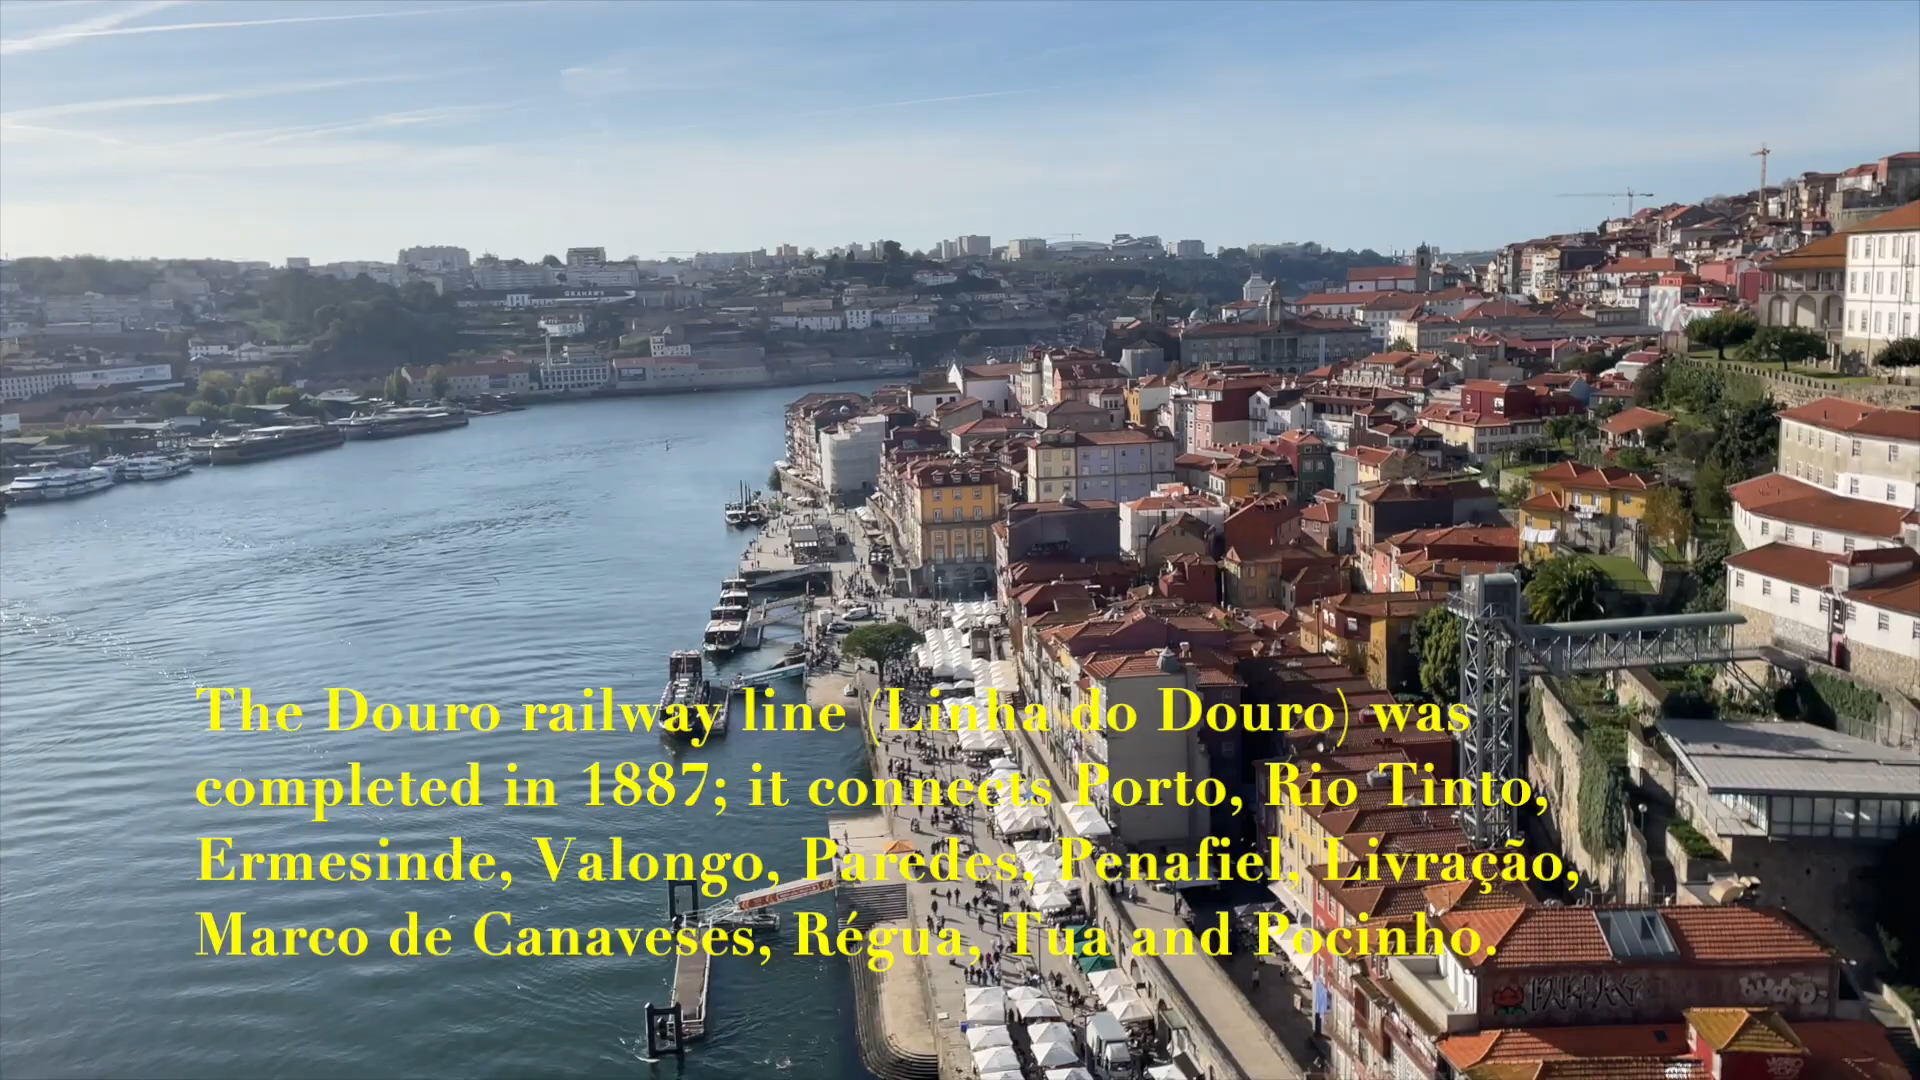 GRAHAM'S
The Douro railway line (Linha do Douro) was
completed in 1887; it connects Porto, Rio Tinto,
Ermesinde, Valongo, Paredes, Penafiel, Livração,
Marco de Canaveses, Régua, Tua and Pocinho.